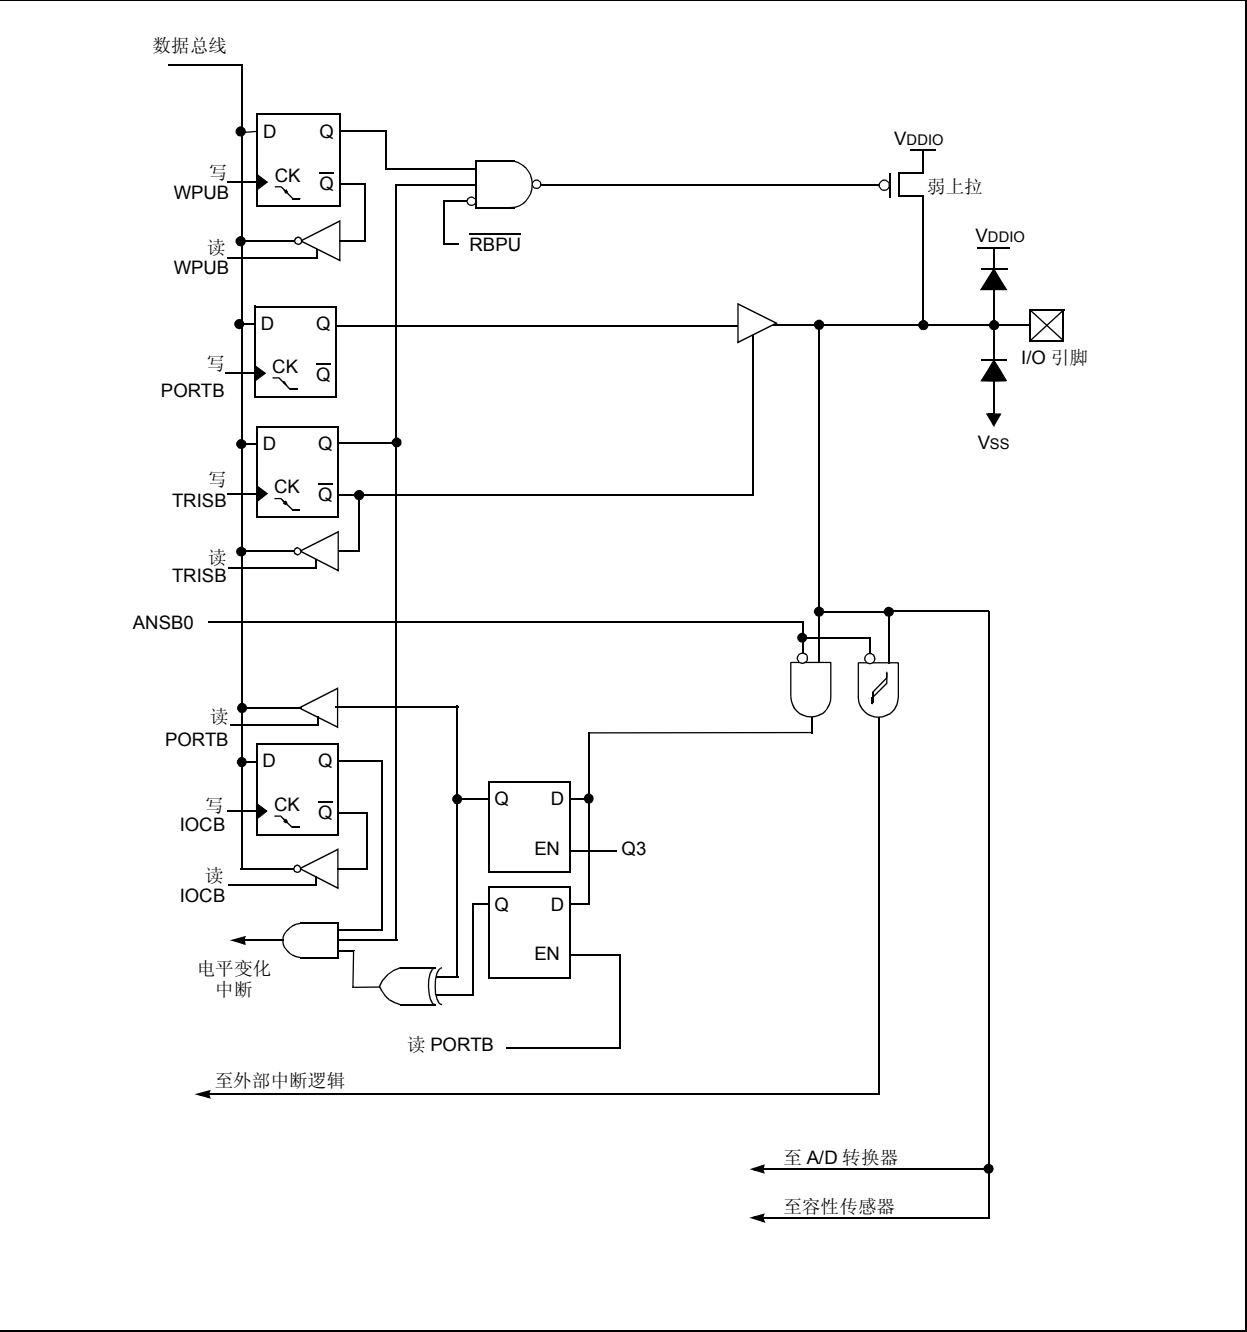 数据总线
D Q
写
WPUB
CK Q
读
WPUB
RBPU
VDDIO
弱上拉
VDDIO
I/O 引脚
VSS
D Q
写
PORTB
CK Q
D Q
写
TRISB
CK Q
读
TRISB
ANSB0
读
PORTB
D Q
写
IOCB
CK Q
读
IOCB
Q D
EN
Q3
Q D
EN
电平变化
中断
读 PORTB
至外部中断逻辑
至 A/D 转换器
至容性传感器